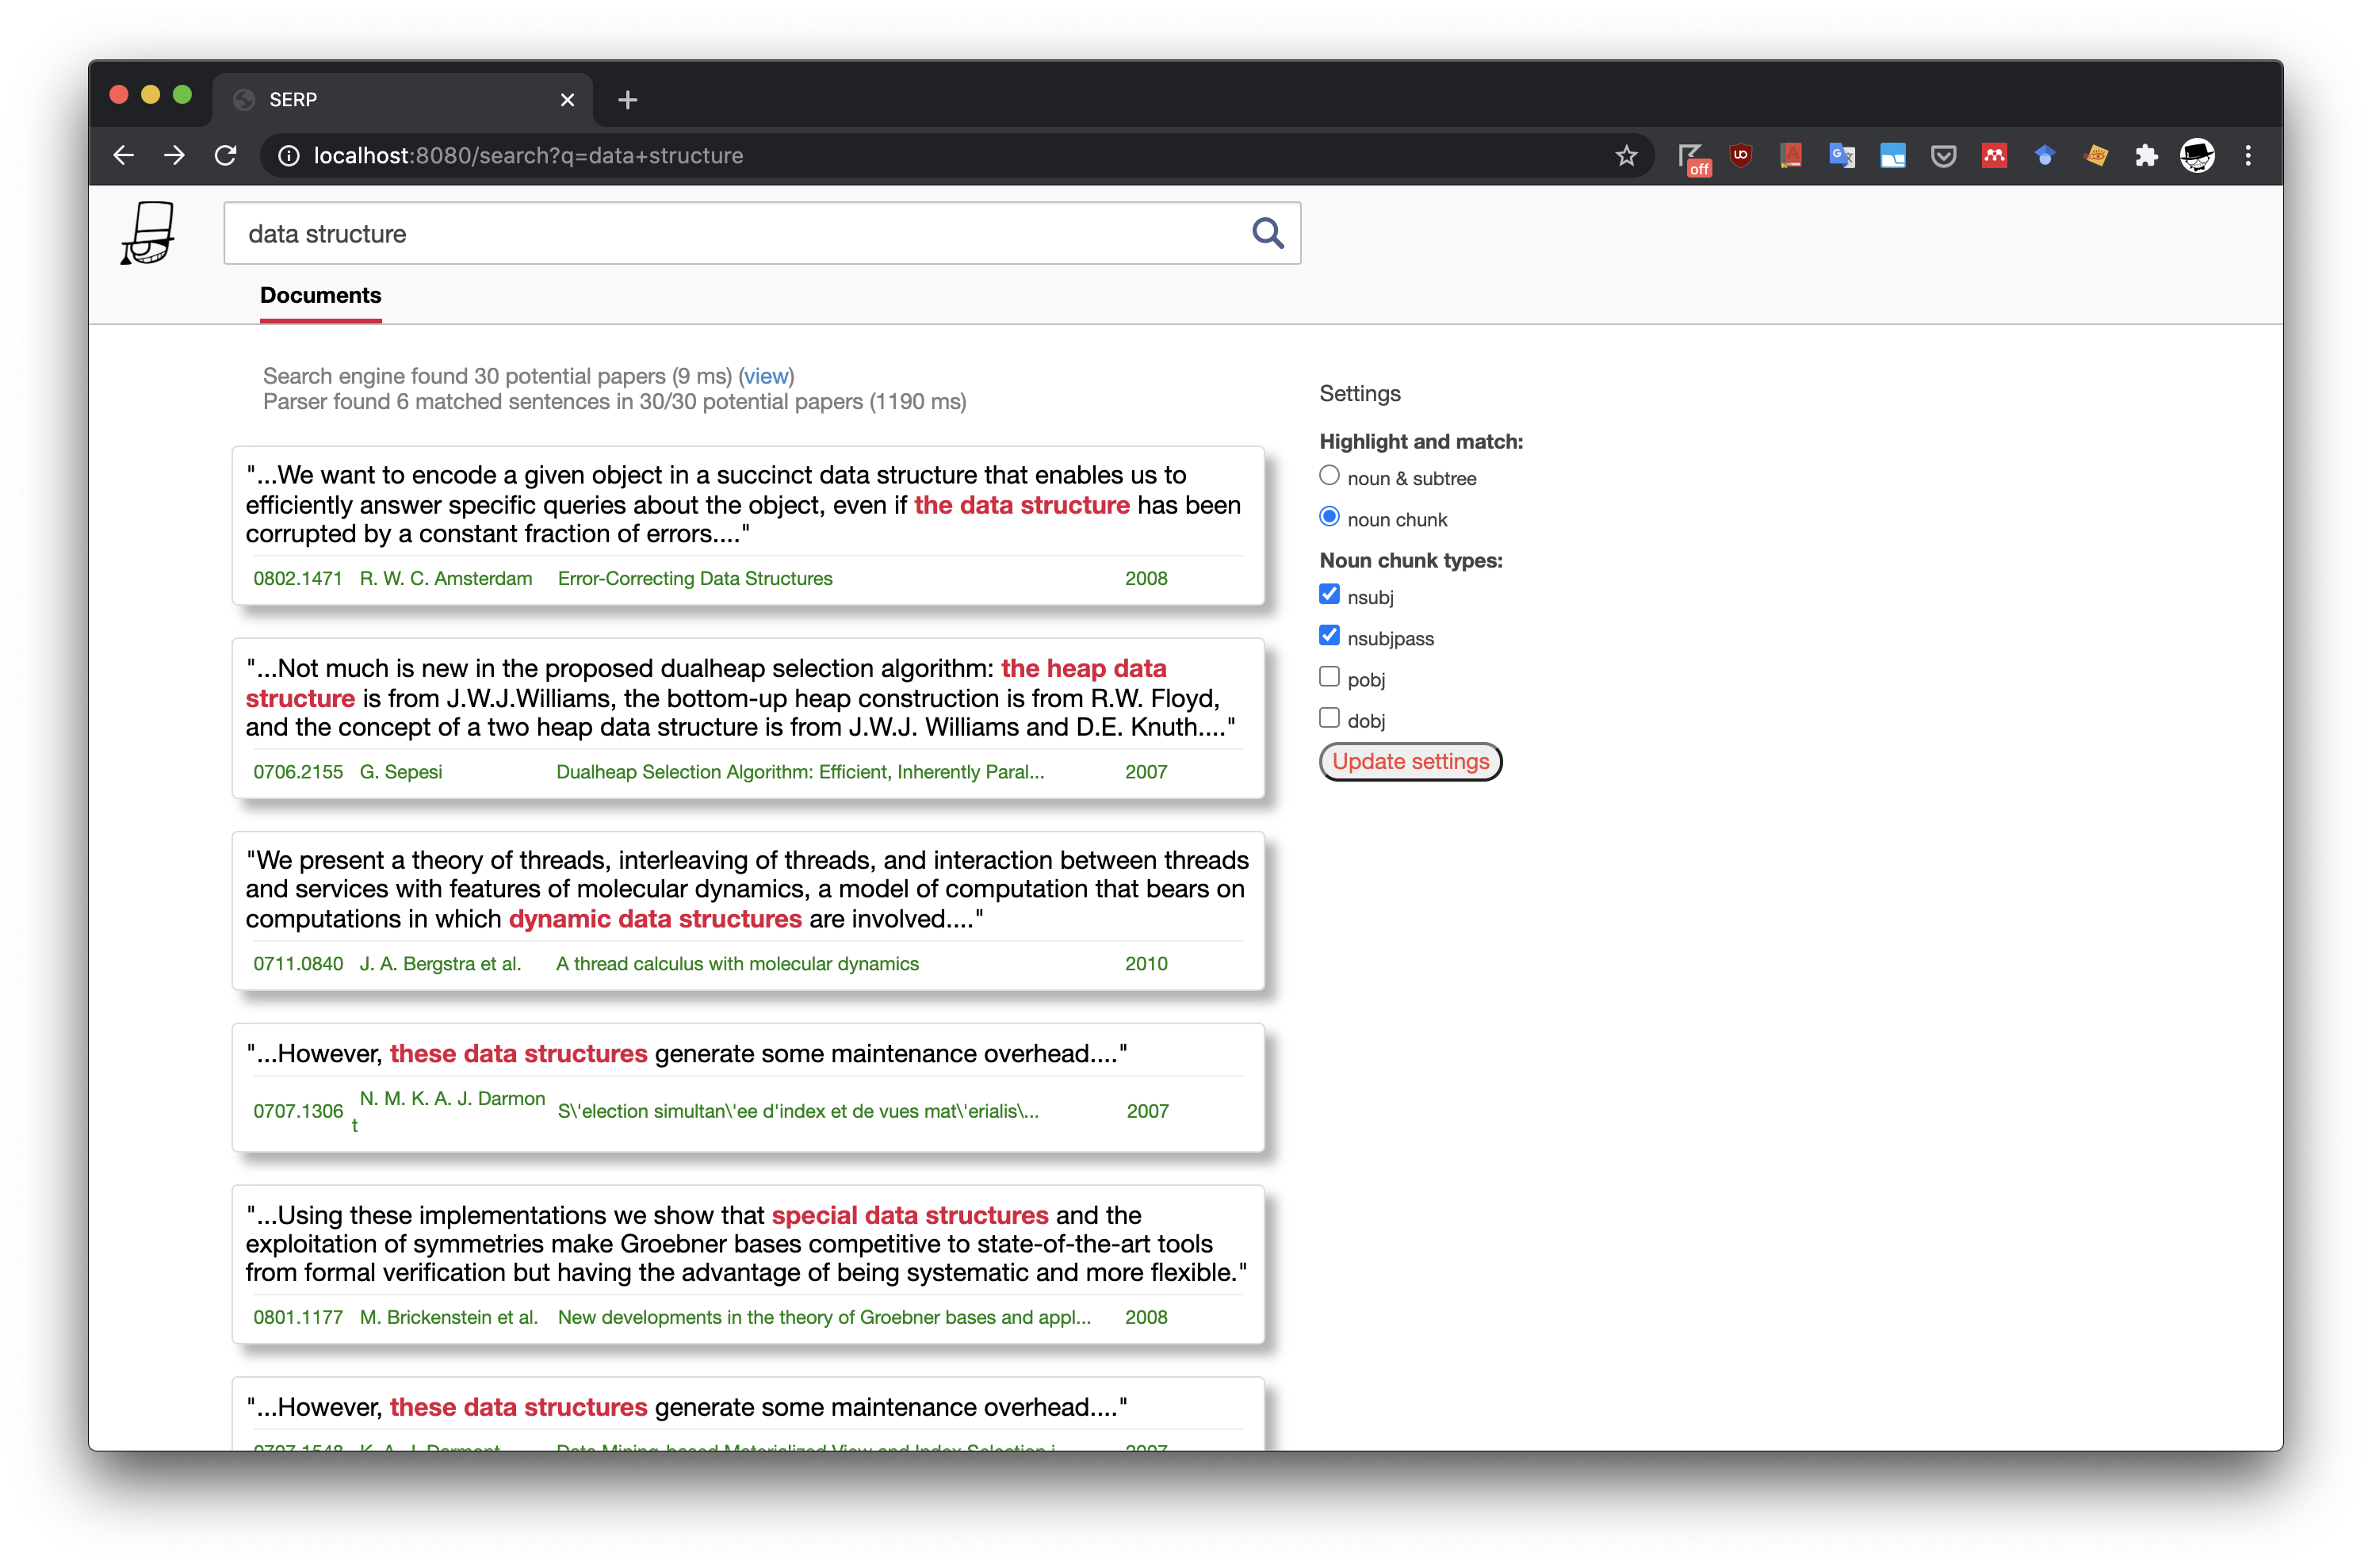 SERP
localhost:8080/search?q=data+structure
off
data structure
Documents
Search engine found 30 potential papers (9 ms) (view)
Parser found 6 matched sentences in 30/30 potential papers (1190 ms)
"...We want to encode a given object in a succinct data structure that enables us to
efficiently answer specific queries about the object, even if the data structure has been
corrupted by a constant fraction of errors...."
0802.1471 R. W. C. Amsterdam Error-Correcting Data Structures 2008
"...Not much is new in the proposed dualheap selection algorithm: the heap data
structure is from J.W.J.Williams, the bottom-up heap construction is from R.W. Floyd,
and the concept of a two heap data structure is from J.W.J. Williams and D.E. Knuth...."
0706.2155 G. Sepesi Dualheap Selection Algorithm: Efficient, Inherently Paral... 2007
"We present a theory of threads, interleaving of threads, and interaction between threads
and services with features of molecular dynamics, a model of computation that bears on
computations in which dynamic data structures are involved...."
0711.0840 J. A. Bergstra et al. A thread calculus with molecular dynamics 2010
"...However, these data structures generate some maintenance overhead...."
0707.1306 N. M. K. A. J. Darmon
t S\'election simultan\'ee d'index et de vues mat\'erialis\... 2007
"...Using these implementations we show that special data structures and the
exploitation of symmetries make Groebner bases competitive to state-of-the-art tools
from formal verification but having the advantage of being systematic and more flexible."
0801.1177 M. Brickenstein et al. New developments in the theory of Groebner bases and appl... 2008
"...However, these data structures generate some maintenance overhead...."
0707.1548 K. A. J. Darmont Data Mining-based Materialized View and Index Selection i... 2007
Settings
Highlight and match:
noun & subtree
noun chunk
Noun chunk types:
nsubj
nsubjpass
pobj
dobj
Update settings